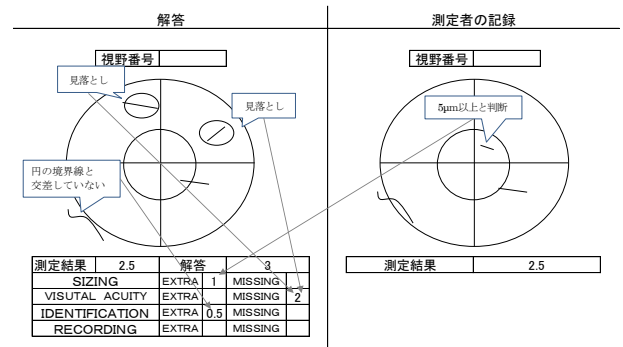 解答
測定者の記録
視野番号
視野番号
見落とし
見落とし
5μm以上と判断
円の境界線と
交差していない
測定結果 2.5 解答 3
SIZING EXTRA 1 MISSING
VISUTAL ACUITY EXTRA MISSING 2
IDENTIFICATION EXTRA 0.5 MISSING
RECORDING EXTRA MISSING
測定結果 2.5